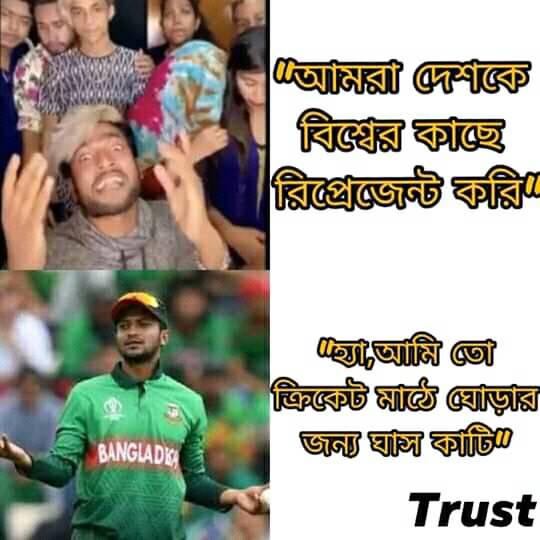 "আমরা দেশকে
বিশ্বের কাছে
রিপ্রেজেন্ট করি"
"হ্যা,আমি তো
ক্রিকেট মাঠে ঘোড়ার
জন্য ঘাস কাটি"
BANGLADESH
Trust